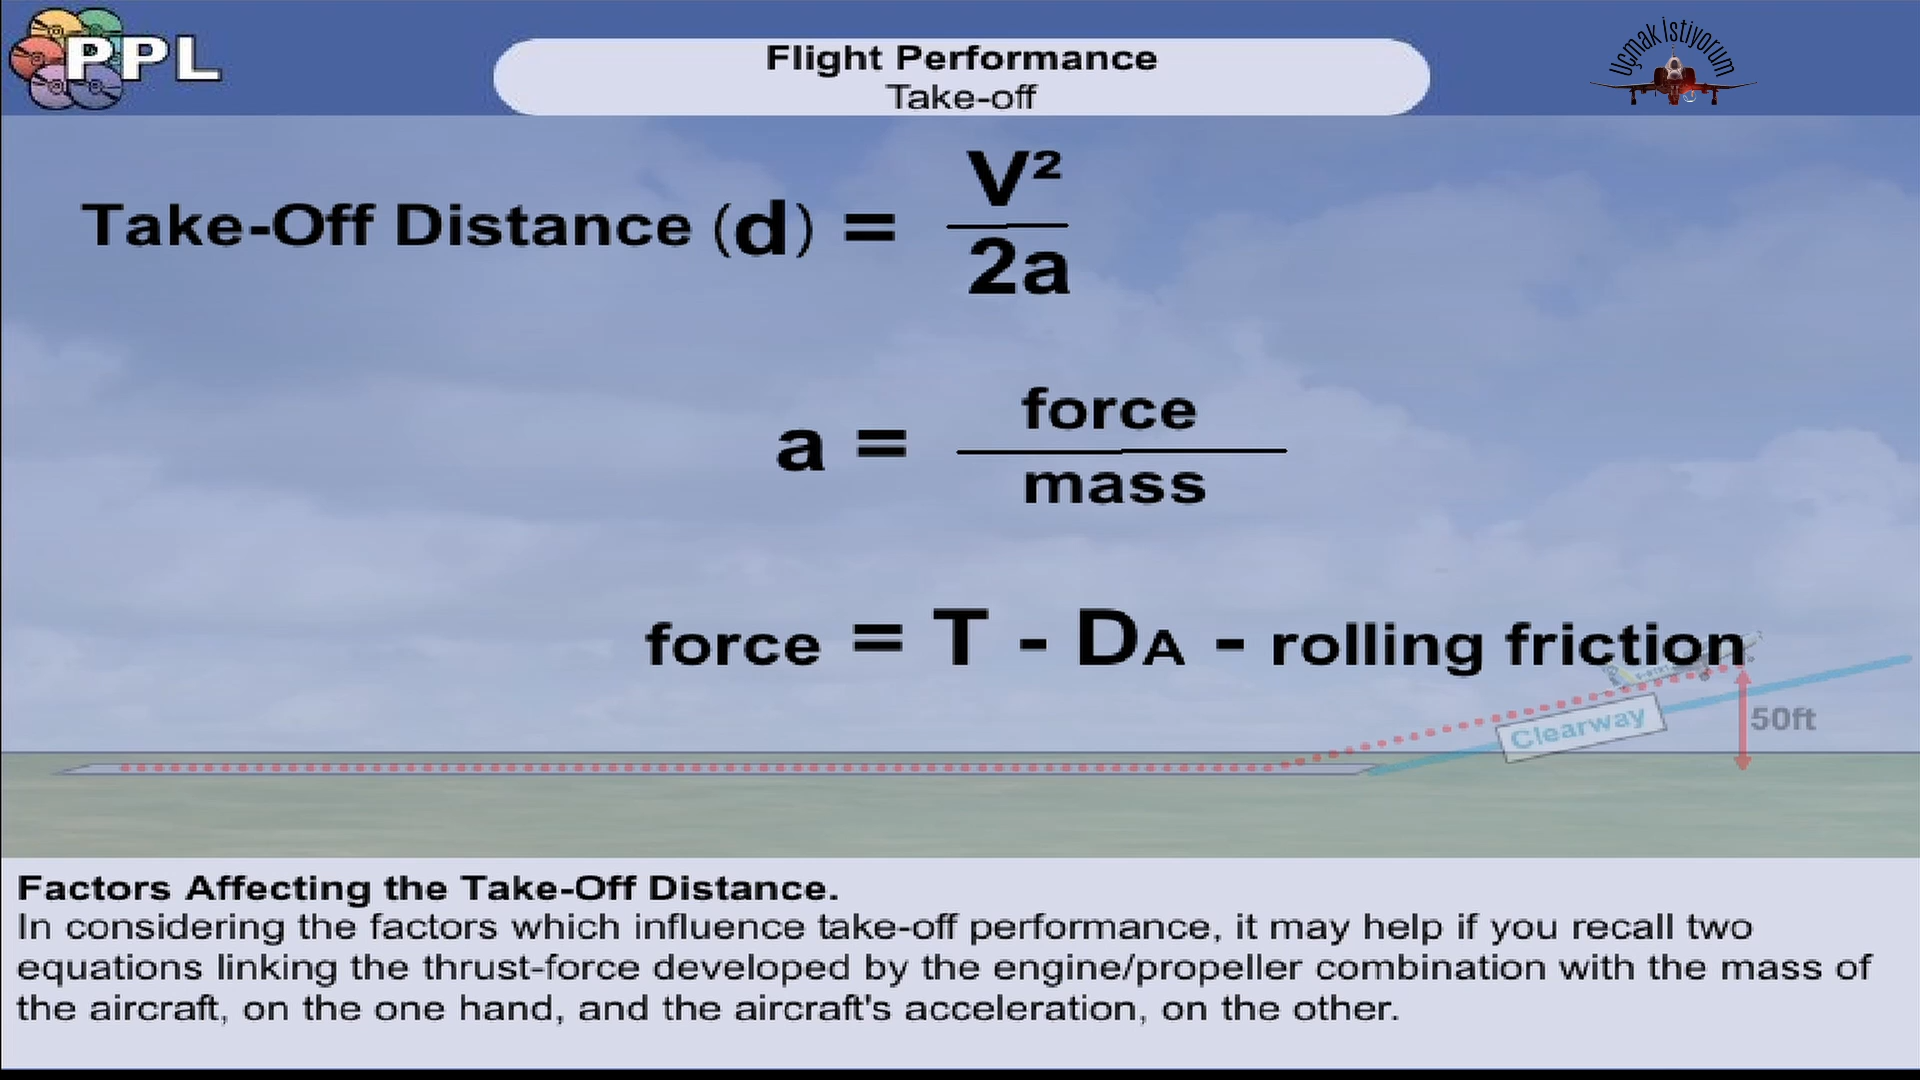 PPL
Flight Performance
Take-off
Uçmak İstiyorum
Take-Off Distance (d) = V²
2a
a = force
mass
force = T - DA - rolling friction
Clearway
50ft
Factors Affecting the Take-Off Distance.
In considering the factors which influence take-off performance, it may help if you recall two
equations linking the thrust-force developed by the engine/propeller combination with the mass of
the aircraft, on the one hand, and the aircraft's acceleration, on the other.